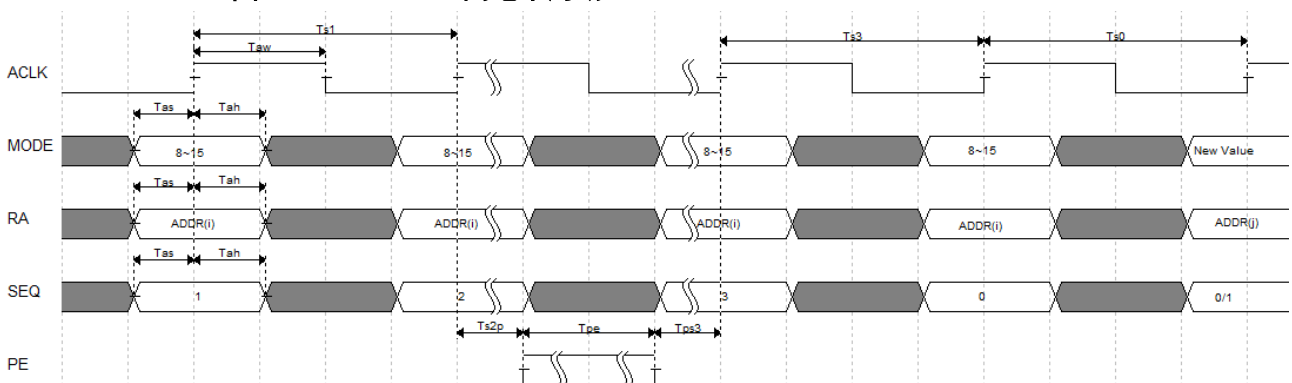 Ts1 Ts3 Ts0
Taw
ACLK
Tas Tah
MODE 8~15 8~15 8~15 8~15 New Value
Tas Tah
RA ADDR(i) ADDR(i) ADDR(i) ADDR(i) ADDR(j)
Tas Tah
SEQ 1 2 3 0 0/1
Ts2p Tpe Tps3
PE